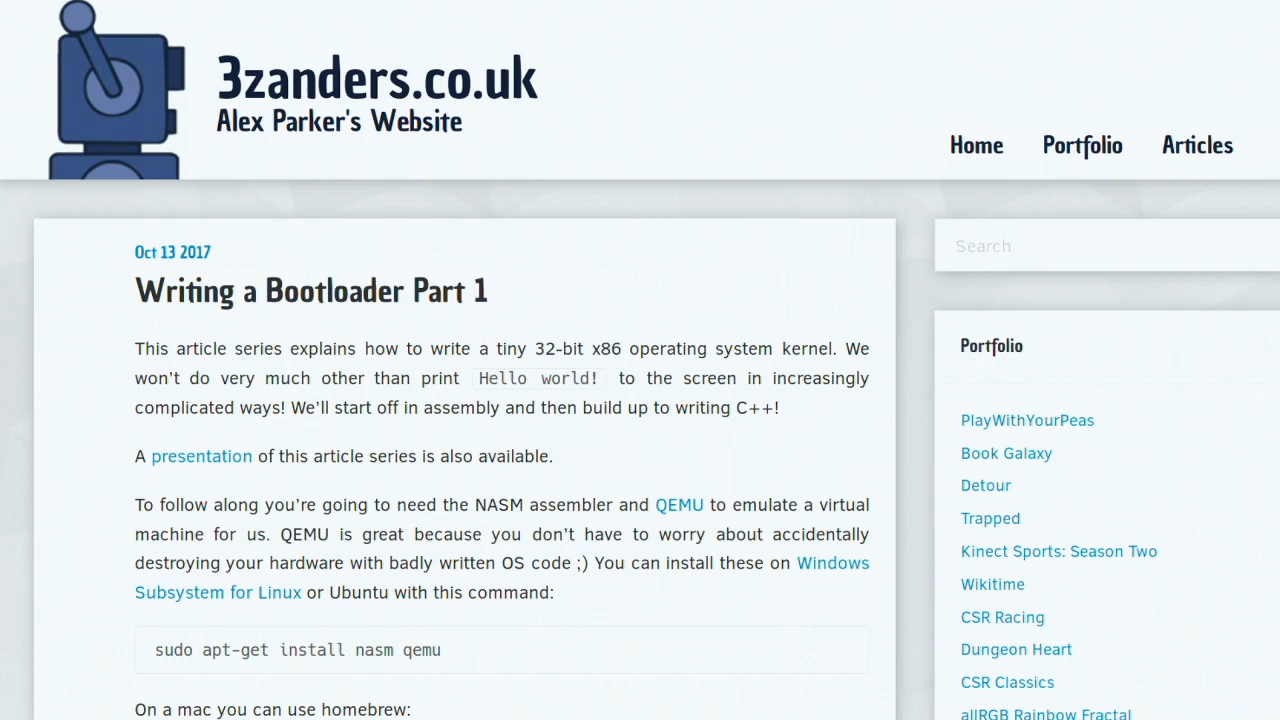 3zanders.co.uk
Alex Parker's Website
Home Portfolio Articles
Oct 13 2017
Writing a Bootloader Part 1
This article series explains how to write a tiny 32-bit x86 operating system kernel. We
won’t do very much other than print Hello world! to the screen in increasingly
complicated ways! We’ll start off in assembly and then build up to writing C++!
A presentation of this article series is also available.
To follow along you’re going to need the NASM assembler and QEMU to emulate a virtual
machine for us. QEMU is great because you don’t have to worry about accidentally
destroying your hardware with badly written OS code ;) You can install these on Windows
Subsystem for Linux or Ubuntu with this command:
sudo apt-get install nasm qemu
On a mac you can use homebrew:
Search
Portfolio
PlayWithYourPeas
Book Galaxy
Detour
Trapped
Kinect Sports: Season Two
Wikitime
CSR Racing
Dungeon Heart
CSR Classics
allRGB Rainbow Fractal